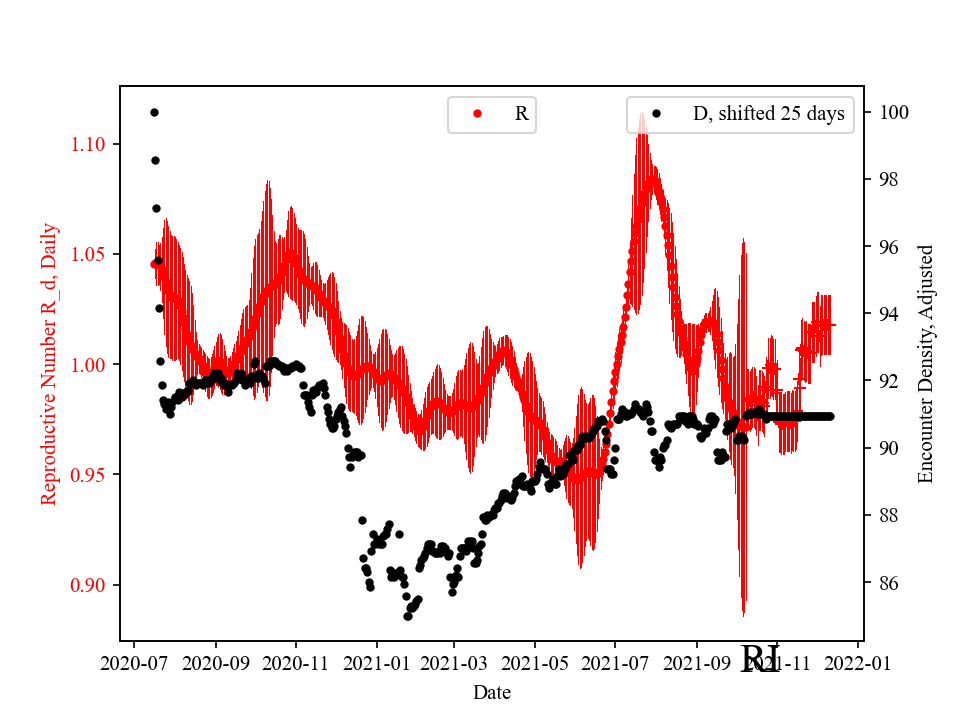 R
D, shifted 25 days
1.10
1.05
1.00
0.95
0.90
Reproductive Number R_d, Daily
100
98
96
94
92
90
88
86
Encounter Density, Adjusted
2020-07 2020-09 2020-11 2021-01 2021-03 2021-05 2021-07 2021-09 2021-11 2022-01
RI
Date